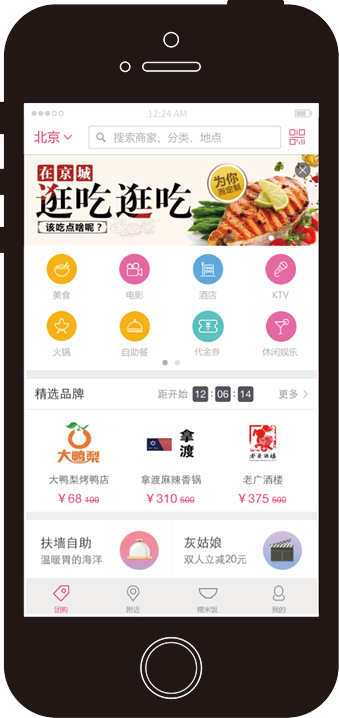 12:24 AM
北京
搜索商家、分类、地点
在京城
逛吃逛吃
该吃点啥呢?
为你
而定制
美食 电影 酒店 KTV
火锅 自助餐 代金券 休闲娱乐
精选品牌 距开始 12:06:14 更多
大鸭梨
拿渡
老广酒楼
大鸭梨烤鸭店 拿渡麻辣香锅 老广酒楼
¥68 100 ¥310 500 ¥375 500
扶墙自助 灰姑娘
温暖胃的海洋 双人立减20元
团购 附近 糯米饭 我的